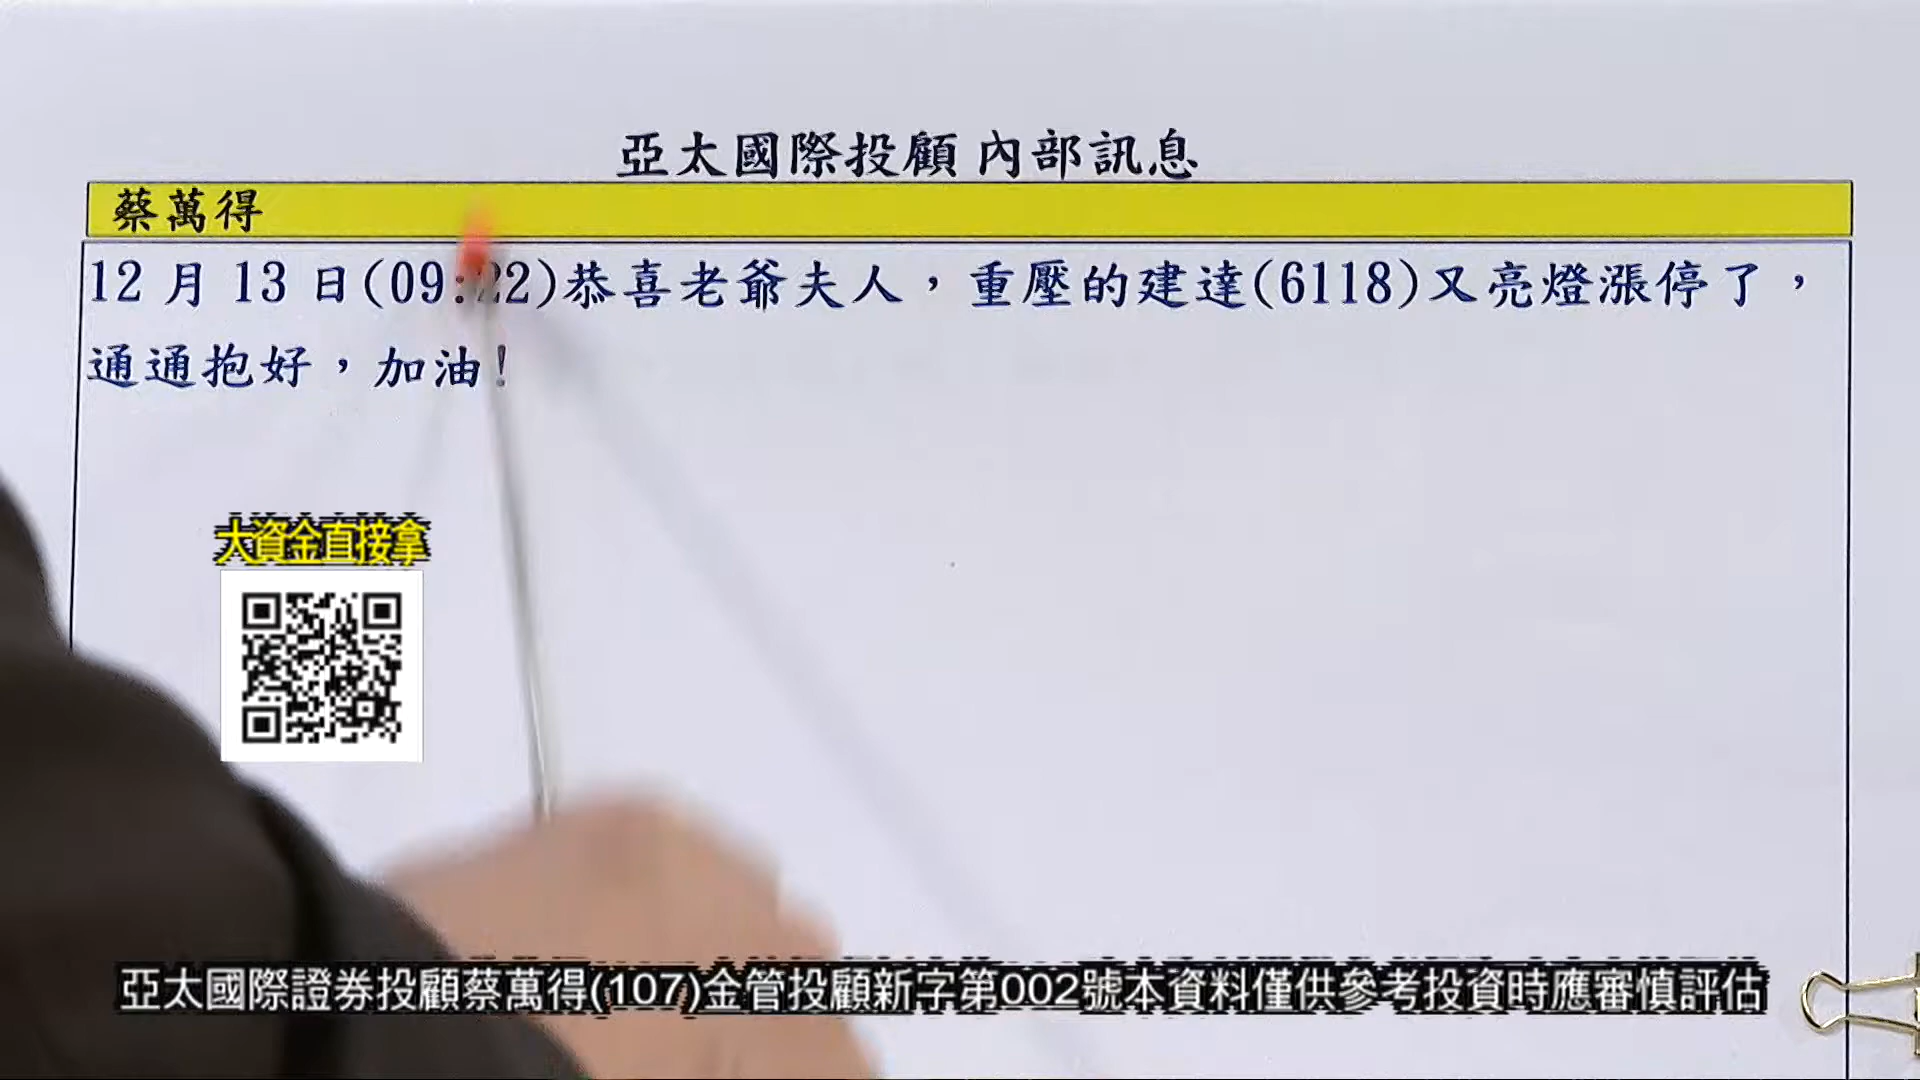 亞太國際投顧 內部訊息
蔡萬得
12 月 13 日(09:22)恭喜老爺夫人，重壓的建達(6118)又亮燈漲停了，
通通抱好，加油!
大資金直接拿
亞太國際證券投顧蔡萬得(107)金管投顧新字第002號本資料僅供參考投資時應審慎評估